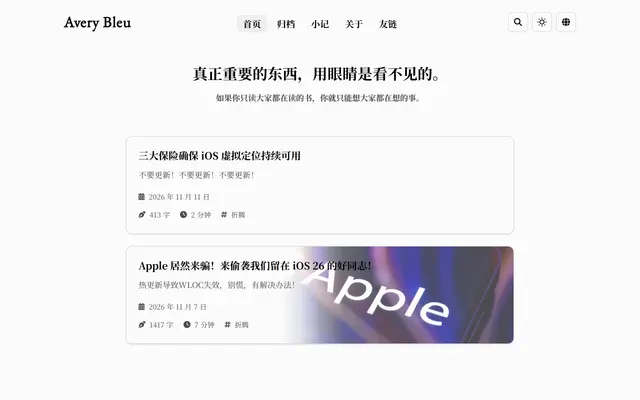 Avery Bleu
首页 归档 小记 关于 友链
真正重要的东西，用眼睛是看不见的。
如果你只读大家都在读的书，你就只能想大家都在想的事。
三大保险确保 iOS 虚拟定位持续可用
不要更新！不要更新！不要更新！
2026 年 11 月 11 日
413 字 2 分钟 # 折腾
Apple 居然来骗！来偷袭我们留在 iOS 26 的好同志！
热更新导致WLOC失效，别慌，有解决办法！
2026 年 11 月 7 日
1417 字 7 分钟 # 折腾
Apple